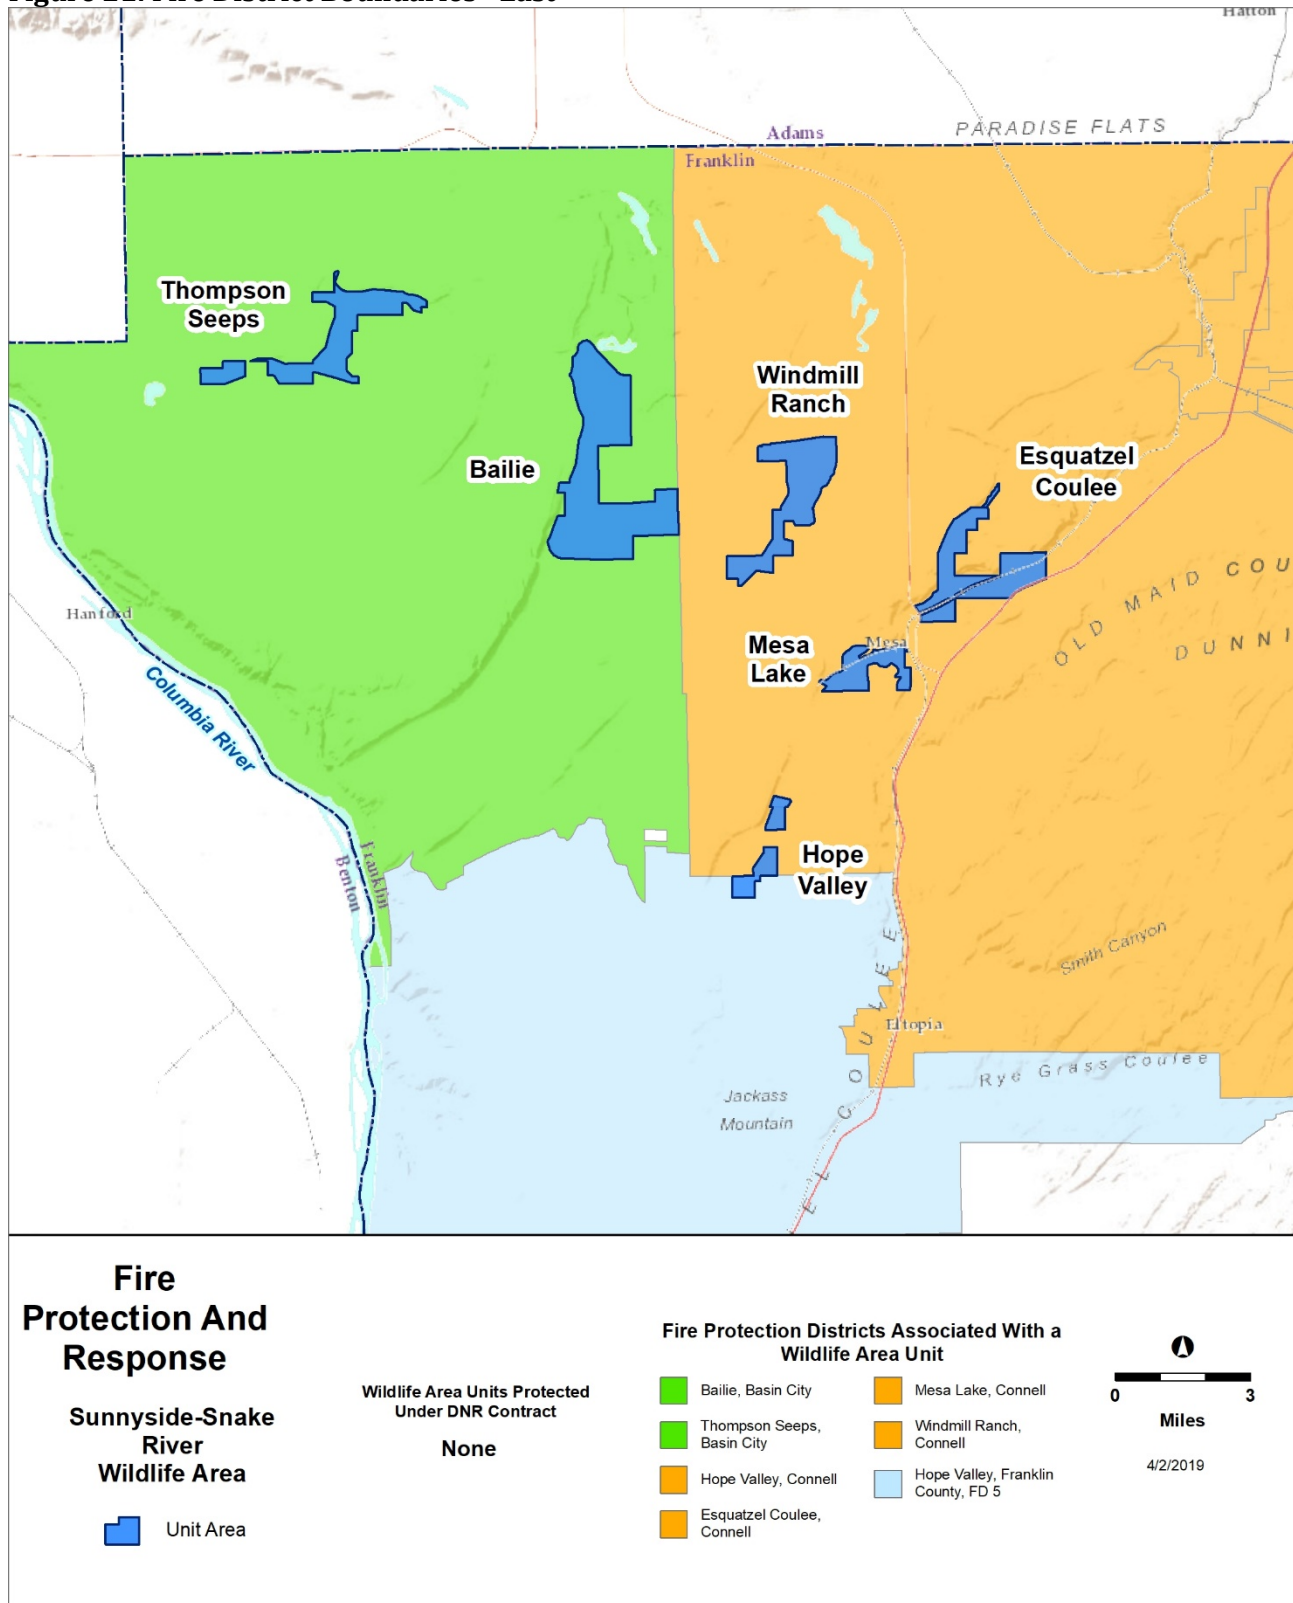 Hatton
Adams
PARADISE FLATS
Franklin
Thompson
Seeps
Windmill
Ranch
Bailie
Esquatzel
Coulee
OLD MAID COU
DUNNI
Hanford
Mesa
Mesa
Lake
Columbia River
Franklin
Benton
Hope
Valley
Smith Canyon
Eltopia
EL COULEE
Rye Grass Coulee
Jackass
Mountain
Fire
Protection And
Response
Sunnyside-Snake
River
Wildlife Area
Unit Area
Wildlife Area Units Protected
Under DNR Contract
None
Fire Protection Districts Associated With a
Wildlife Area Unit
Bailie, Basin City
Thompson Seeps,
Basin City
Hope Valley, Connell
Esquatzel Coulee,
Connell
Mesa Lake, Connell
Windmill Ranch,
Connell
Hope Valley, Franklin
County, FD 5
0 3
Miles
4/2/2019